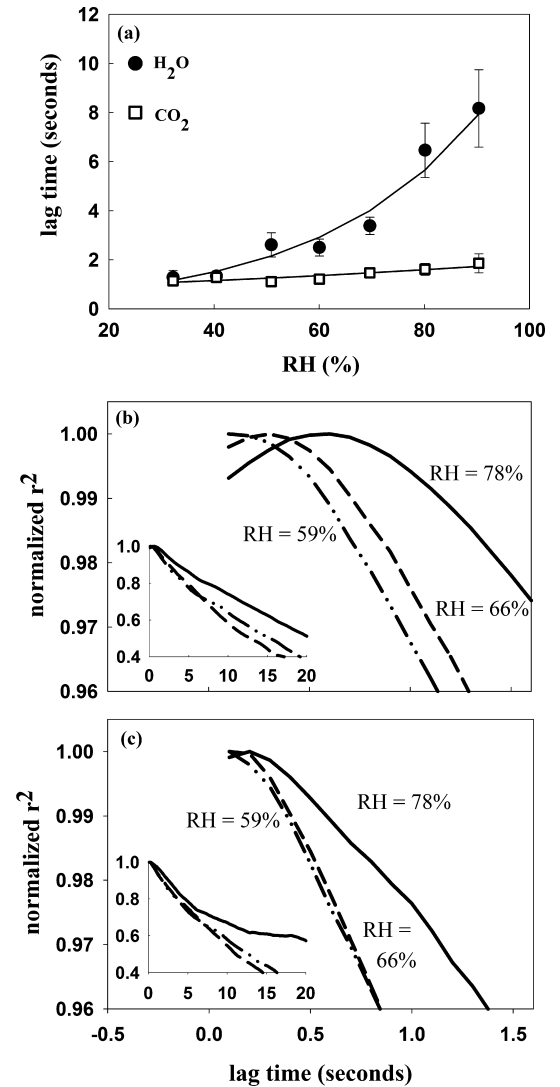 12
(a)
10
H2O
8
CO2
6
4
2
0
lag time (seconds)
20 40 60 80 100
RH (%)
(b)
1.00
0.99
0.98
0.97
0.96
normalized r2
RH = 78%
RH = 59%
RH = 66%
1.0
0.8
0.6
0.4
0 5 10 15 20
(c)
1.00
0.99
0.98
0.97
0.96
normalized r2
RH = 78%
RH = 59%
RH =
66%
1.0
0.8
0.6
0.4
0 5 10 15 20
-0.5 0.0 0.5 1.0 1.5
lag time (seconds)